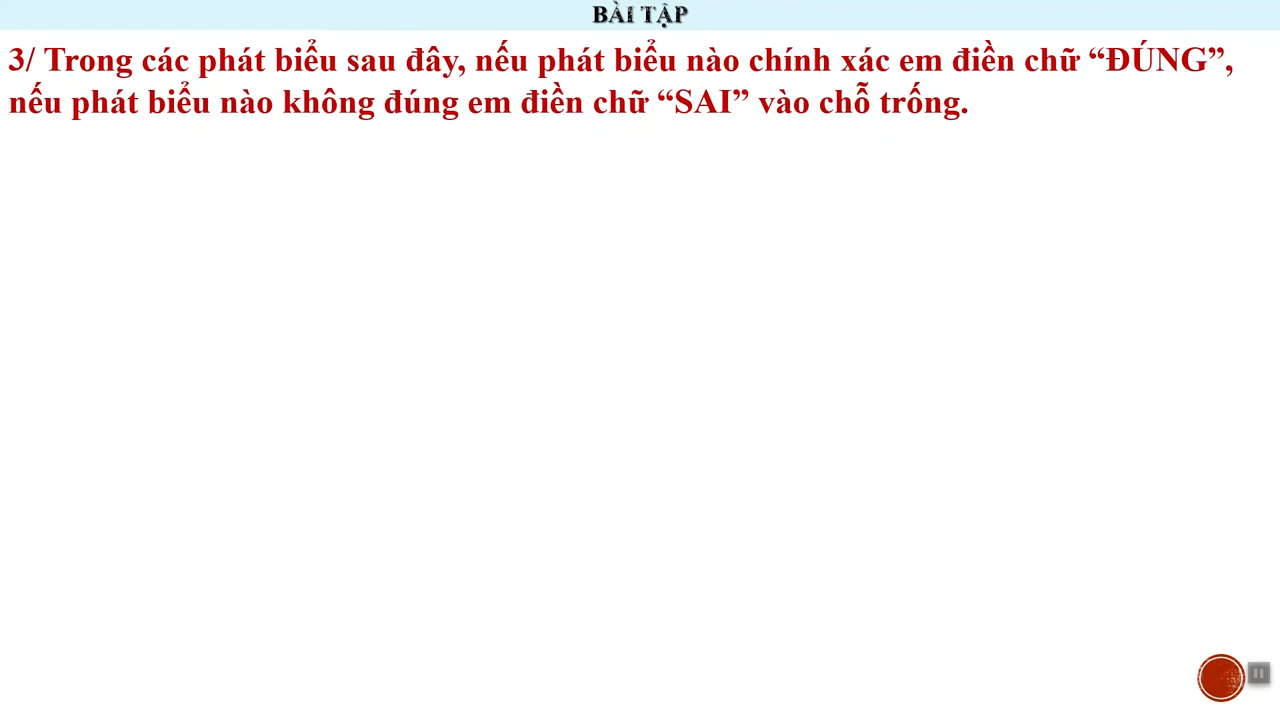 BÀI TẬP
3/ Trong các phát biểu sau đây, nếu phát biểu nào chính xác em điền chữ “ĐÚNG”,
nếu phát biểu nào không đúng em điền chữ “SAI” vào chỗ trống.